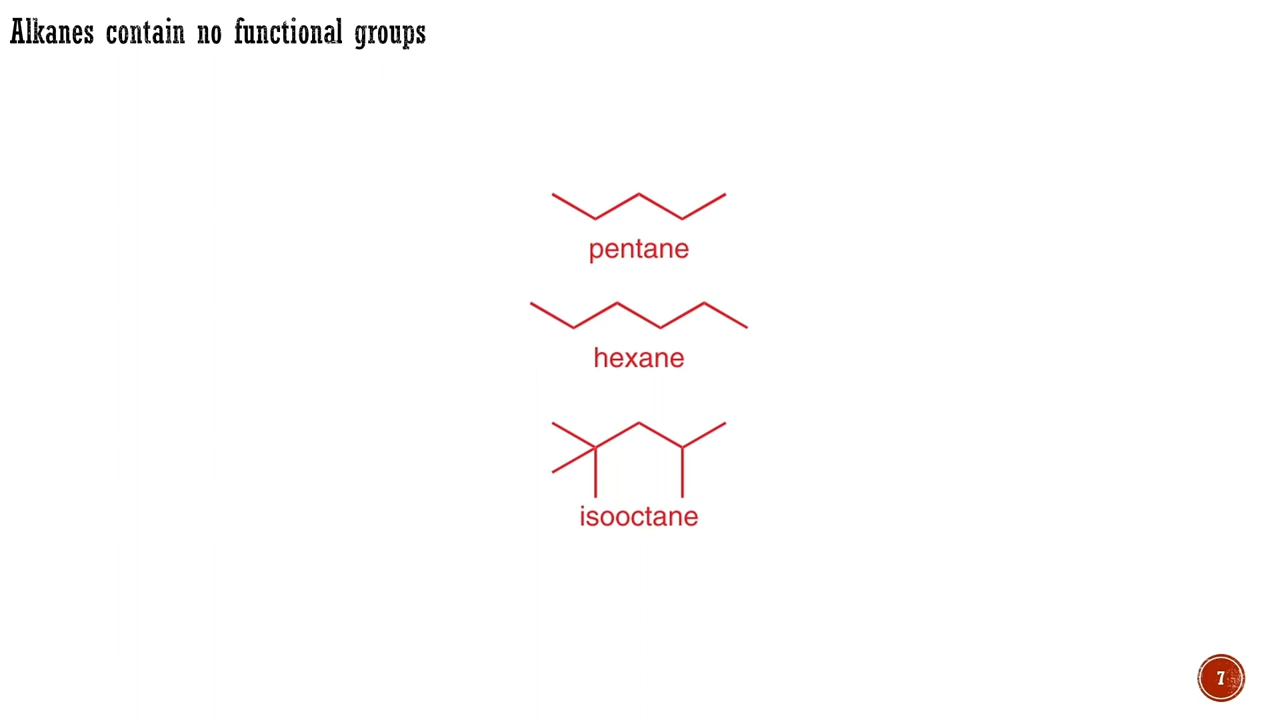 Alkanes contain no functional groups
pentane
hexane
isooctane
7